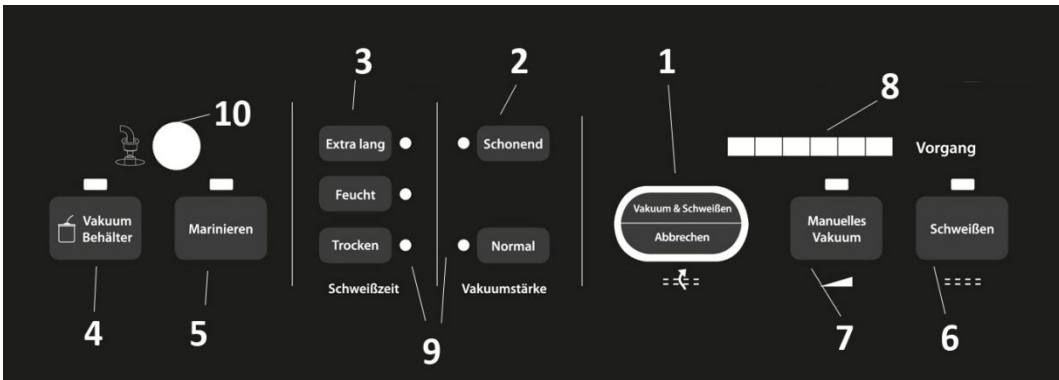 3
2
1
8
10
Extra lang
Schonend
Vorgang
Feucht
Vakuum
Behälter
Marinieren
Trocken
Normal
Vakuum & Schweißen
Abbrechen
Manuelles
Vakuum
Schweißen
Schweißzeit
Vakuumstärke
4
5
9
7
6